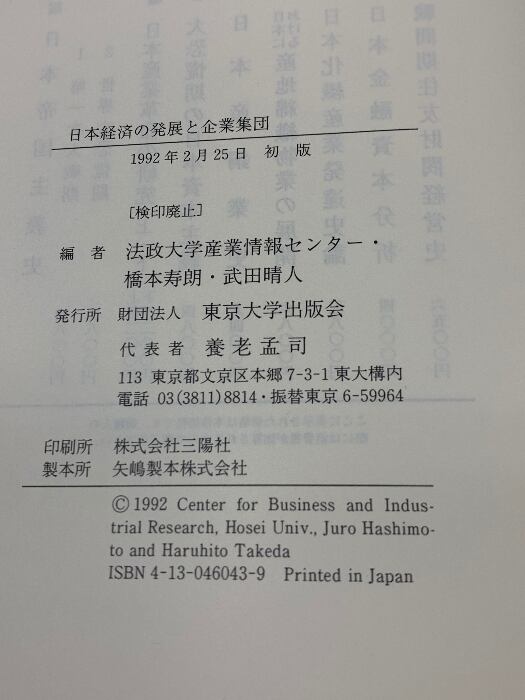 日本経済の発展と企業集団
1992年2月25日 初 版
[検印廃止]
編 者 法政大学産業情報センター・
橋本寿朗・武田晴人
発行所 財団法人 東京大学出版会
代表者 養老孟司
113 東京都文京区本郷7-3-1 東大構内
電話 03(3811)8814・振替東京6-59964
印刷所 株式会社三陽社
製本所 矢嶋製本株式会社
© 1992 Center for Business and Indus-
trial Research, Hosei Univ., Juro Hashimo-
to and Haruhito Takeda
ISBN 4-13-046043-9 Printed in Japan